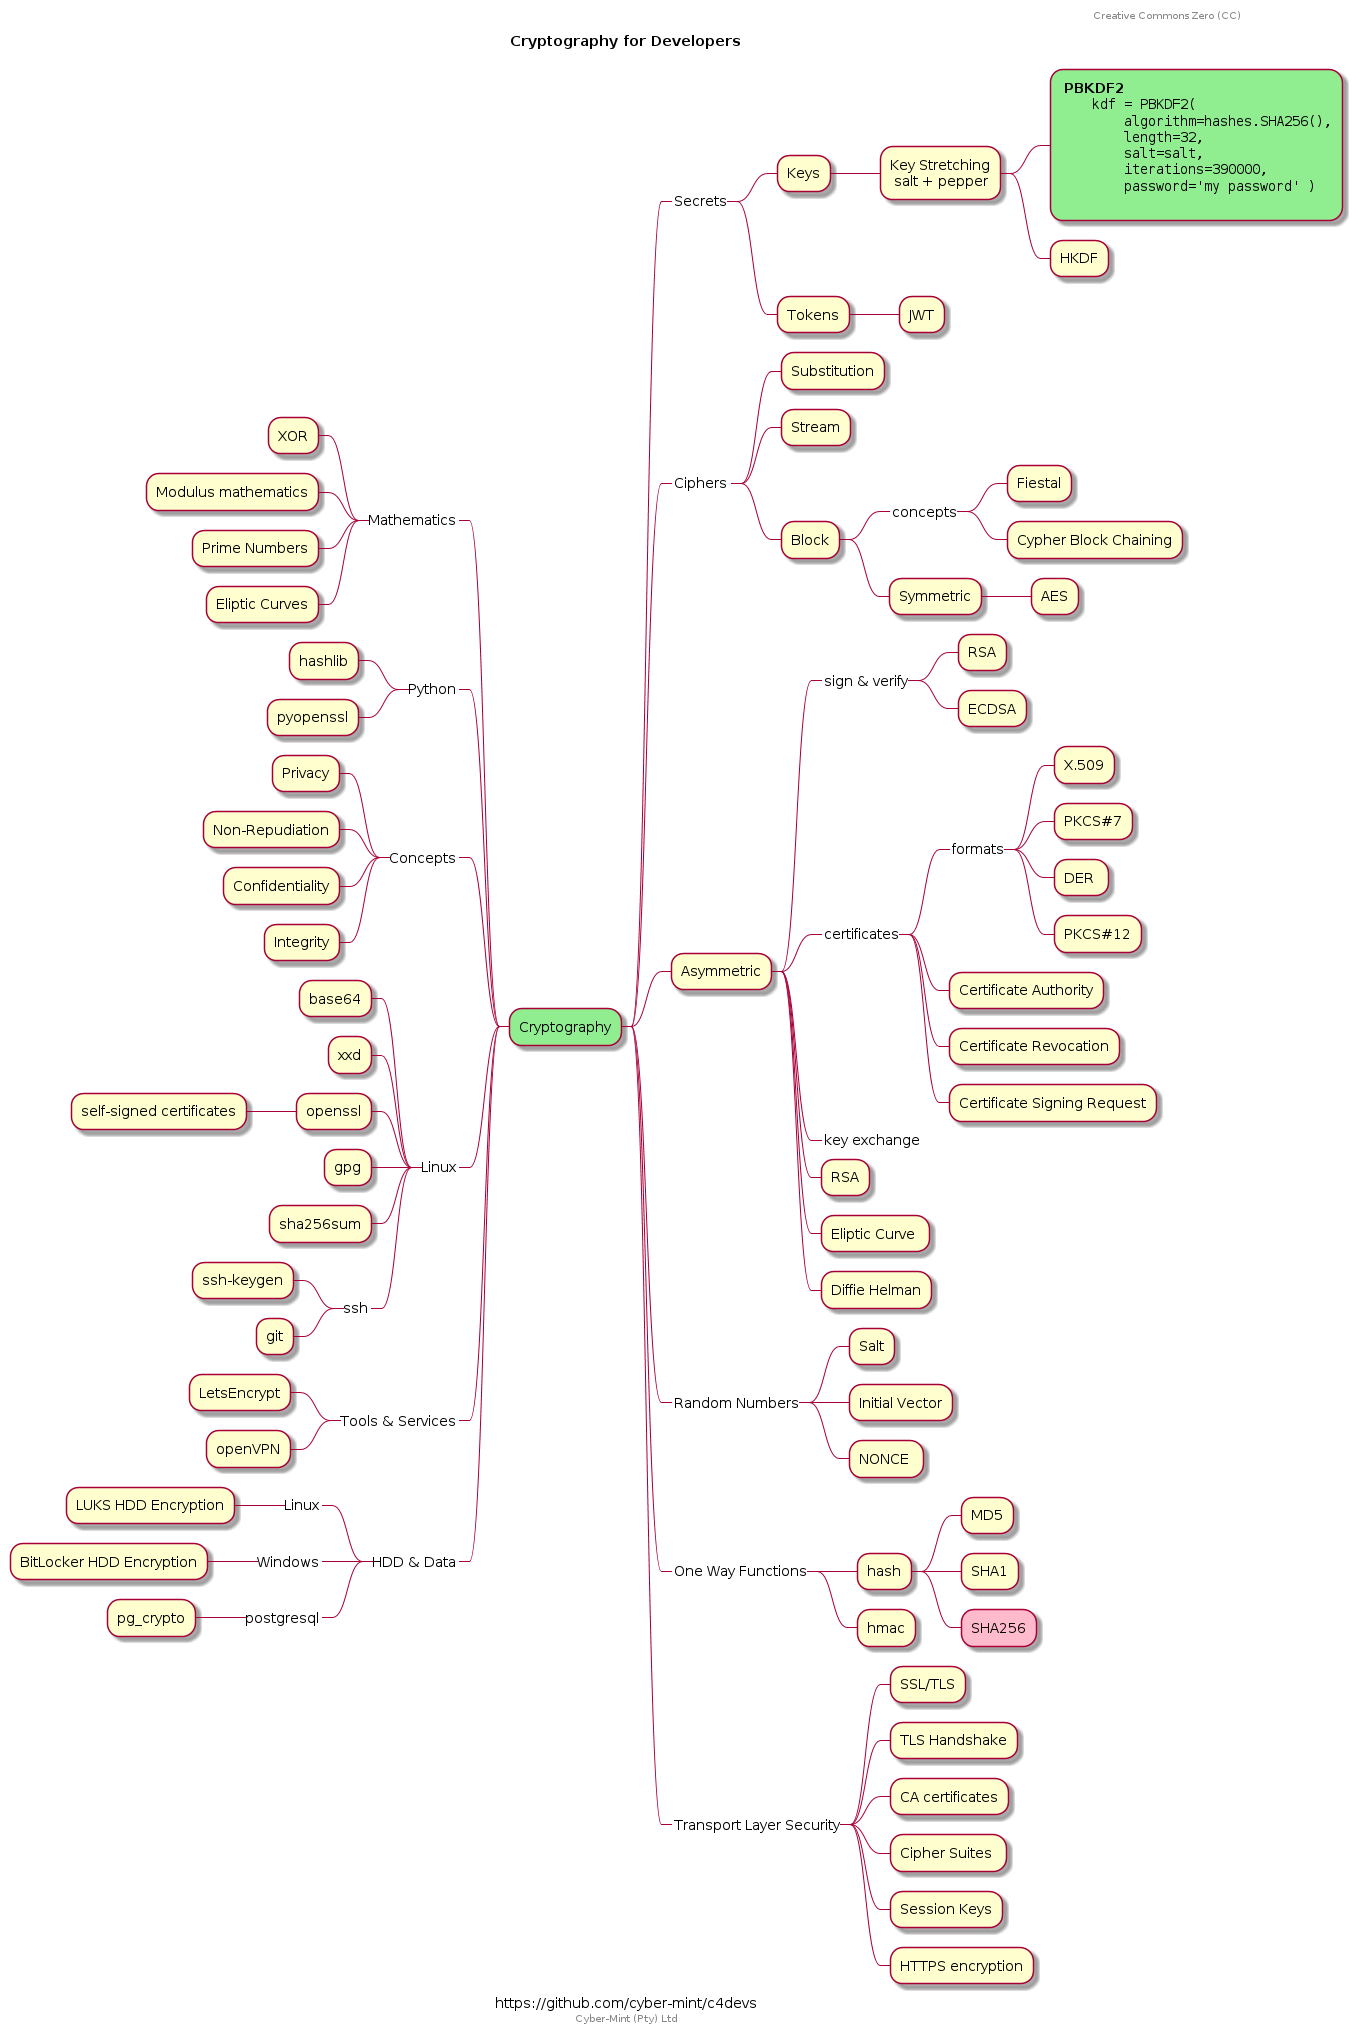 Creative Commons Zero (CC)
Cryptography for Developers
Cryptography
Secrets
Keys
Key Stretching
salt + pepper
PBKDF2
kdf = PBKDF2(
algorithm=hashes.SHA256(),
length=32,
salt=salt,
iterations=390000,
password='my password' )
HKDF
Tokens
JWT
Ciphers
Substitution
Stream
Block
concepts
Fiestal
Cypher Block Chaining
Symmetric
AES
Asymmetric
sign & verify
RSA
ECDSA
certificates
formats
X.509
PKCS#7
DER
PKCS#12
Certificate Authority
Certificate Revocation
Certificate Signing Request
key exchange
RSA
Eliptic Curve
Diffie Helman
Random Numbers
Salt
Initial Vector
NONCE
One Way Functions
hash
MD5
SHA1
SHA256
hmac
Transport Layer Security
SSL/TLS
TLS Handshake
CA certificates
Cipher Suites
Session Keys
HTTPS encryption
Mathematics
XOR
Modulus mathematics
Prime Numbers
Eliptic Curves
Python
hashlib
pyopenssl
Concepts
Privacy
Non-Repudiation
Confidentiality
Integrity
Linux
base64
xxd
openssl
self-signed certificates
gpg
sha256sum
ssh
ssh-keygen
git
Tools & Services
LetsEncrypt
openVPN
HDD & Data
Linux
LUKS HDD Encryption
Windows
BitLocker HDD Encryption
postgresql
pg_crypto
https://github.com/cyber-mint/c4devs
Cyber-Mint (Pty) Ltd